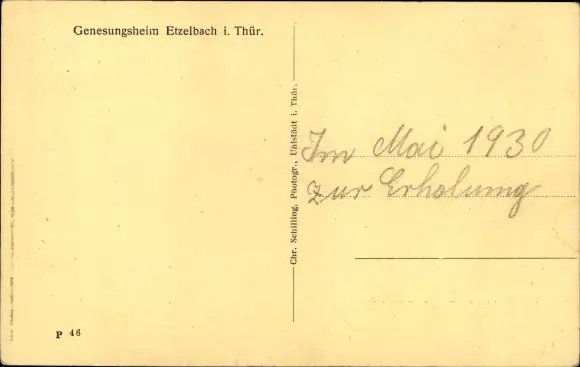 Genesungsheim Etzelbach i. Thür.
Chr. Schilling, Photogr., Uhlstädt i. Thür.
Im Mai 1930
zur Erholung
P 46